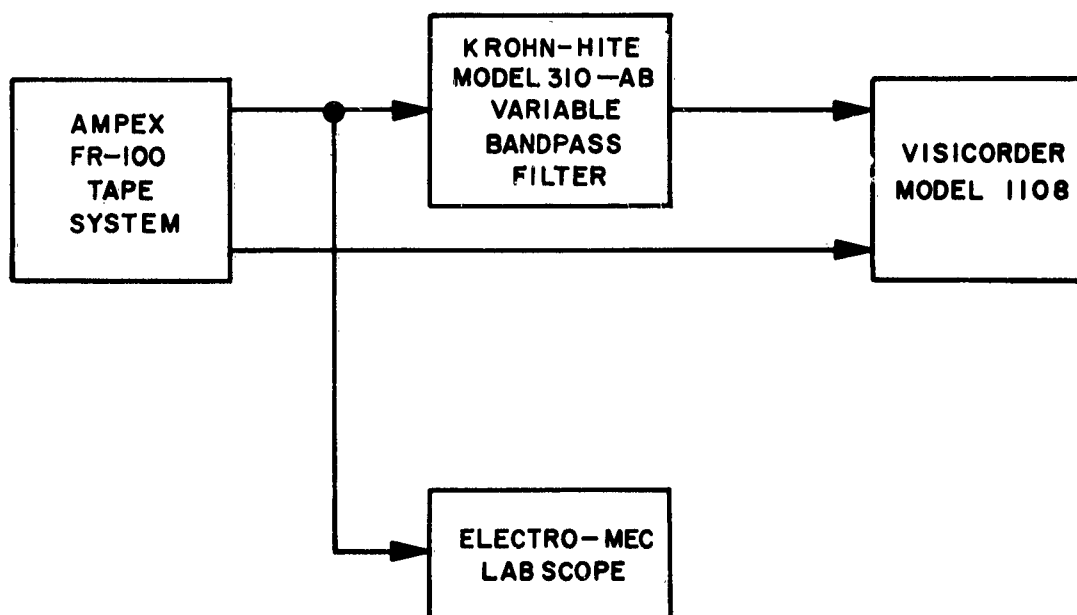 AMPEX
FR-100
TAPE
SYSTEM
KROHN-HITE
MODEL 310-AB
VARIABLE
BANDPASS
FILTER
VISICORDER
MODEL 1108
ELECTRO-MEC
LAB SCOPE